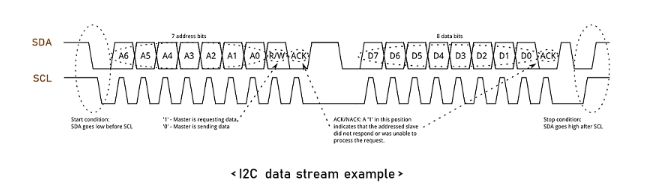 7 address bits
8 data bits
SDA
A6 A5 A4 A3 A2 A1 A0 R/W ACK D7 D6 D5 D4 D3 D2 D1 D0 ACK
SCL
Start condition:
SDA goes low before SCL
'1' - Master is requesting data,
'0' - Master is sending data
ACK/NACK: A '1' in this position
indicates that the addressed slave
did not respond or was unable to
process the request.
Stop condition:
SDA goes high after SCL
<I2C data stream example>